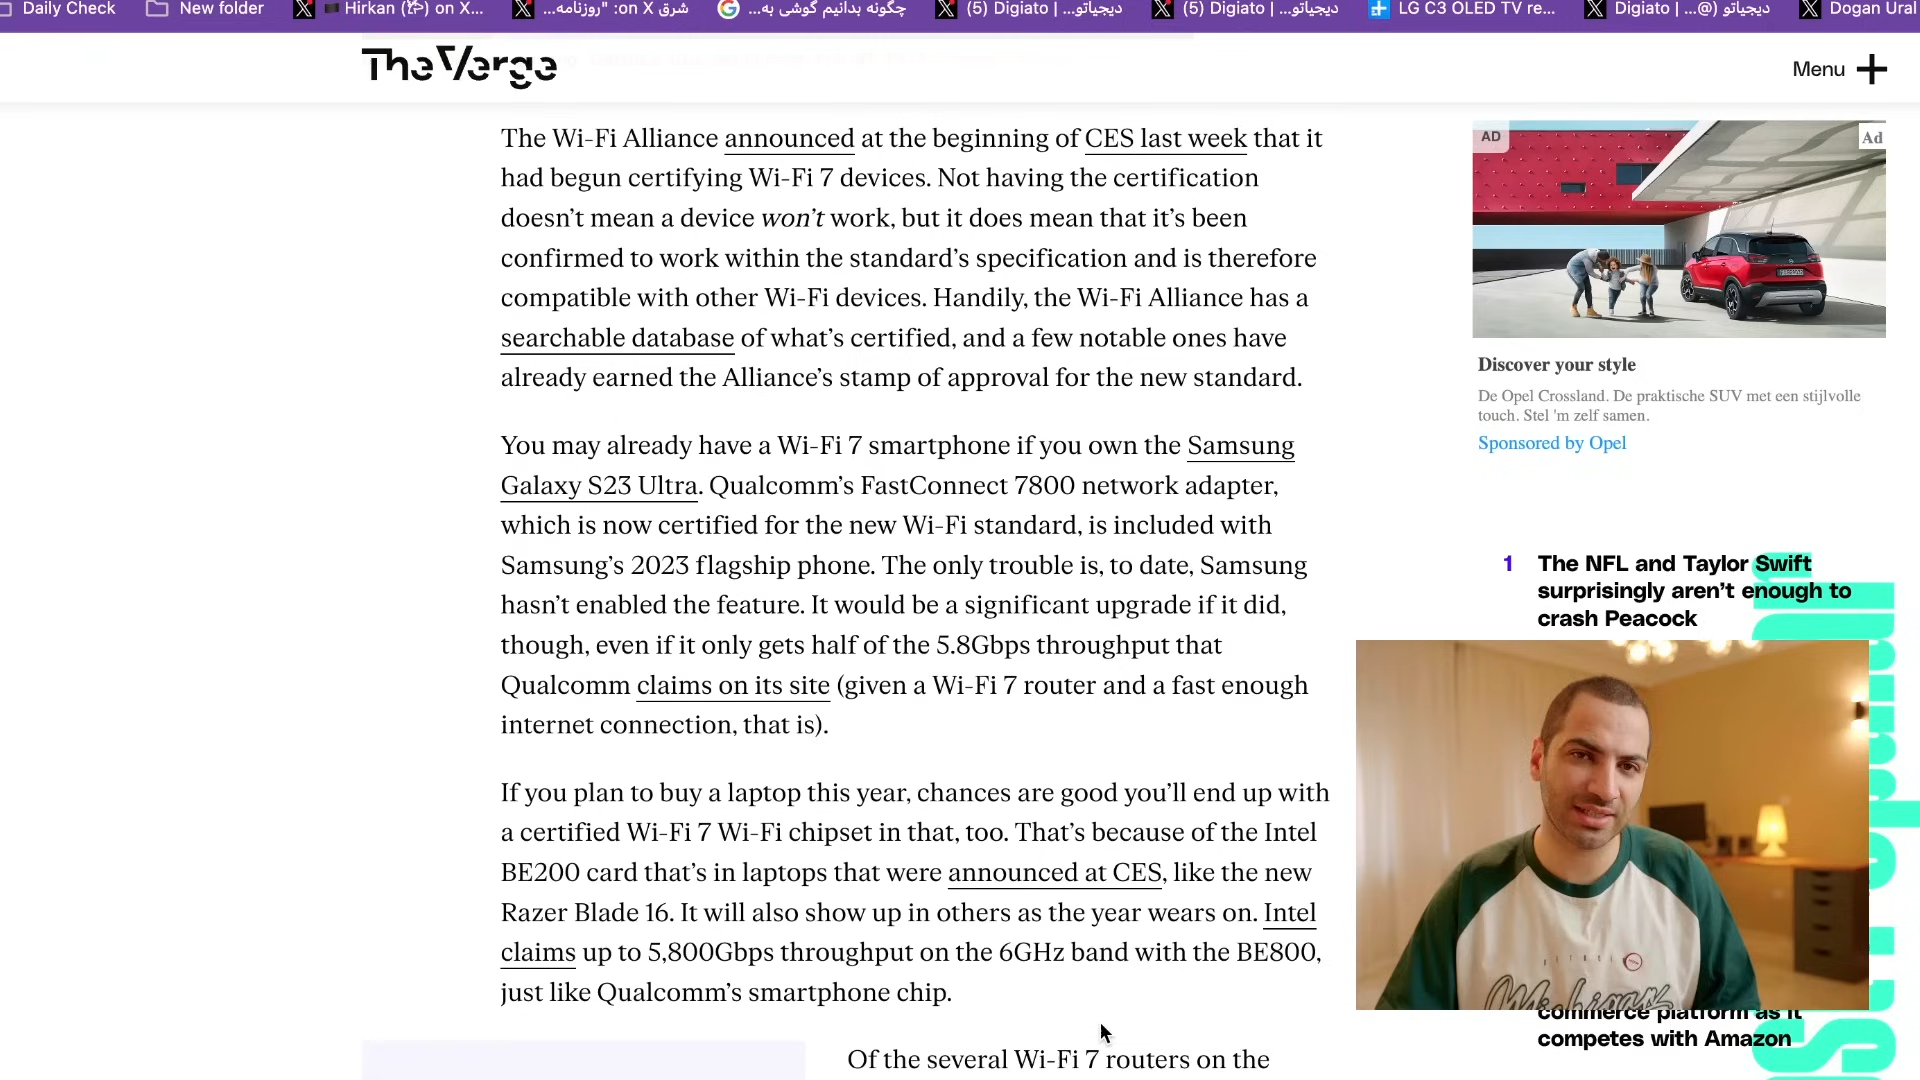 Daily Check
New folder
Hirkan on X...
شرق on X: "روزنامه...
چگونه بدانیم گوشی به...
(5) Digiato | دیجیاتو...
(5) Digiato | دیجیاتو...
LG C3 OLED TV re...
Digiato | دیجیاتو (@...
Dogan Ural
The Verge
Menu
The Wi-Fi Alliance announced at the beginning of CES last week that it
had begun certifying Wi-Fi 7 devices. Not having the certification
doesn’t mean a device won’t work, but it does mean that it’s been
confirmed to work within the standard’s specification and is therefore
compatible with other Wi-Fi devices. Handily, the Wi-Fi Alliance has a
searchable database of what’s certified, and a few notable ones have
already earned the Alliance’s stamp of approval for the new standard.
You may already have a Wi-Fi 7 smartphone if you own the Samsung
Galaxy S23 Ultra. Qualcomm’s FastConnect 7800 network adapter,
which is now certified for the new Wi-Fi standard, is included with
Samsung’s 2023 flagship phone. The only trouble is, to date, Samsung
hasn’t enabled the feature. It would be a significant upgrade if it did,
though, even if it only gets half of the 5.8Gbps throughput that
Qualcomm claims on its site (given a Wi-Fi 7 router and a fast enough
internet connection, that is).
If you plan to buy a laptop this year, chances are good you’ll end up with
a certified Wi-Fi 7 Wi-Fi chipset in that, too. That’s because of the Intel
BE200 card that’s in laptops that were announced at CES, like the new
Razer Blade 16. It will also show up in others as the year wears on. Intel
claims up to 5,800Gbps throughput on the 6GHz band with the BE800,
just like Qualcomm’s smartphone chip.
Of the several Wi-Fi 7 routers on the
AD
Ad
Discover your style
De Opel Crossland. De praktische SUV met een stijlvolle
touch. Stel 'm zelf samen.
Sponsored by Opel
1 The NFL and Taylor Swift
surprisingly aren’t enough to
crash Peacock
Michigan
commerce platform as it
competes with Amazon